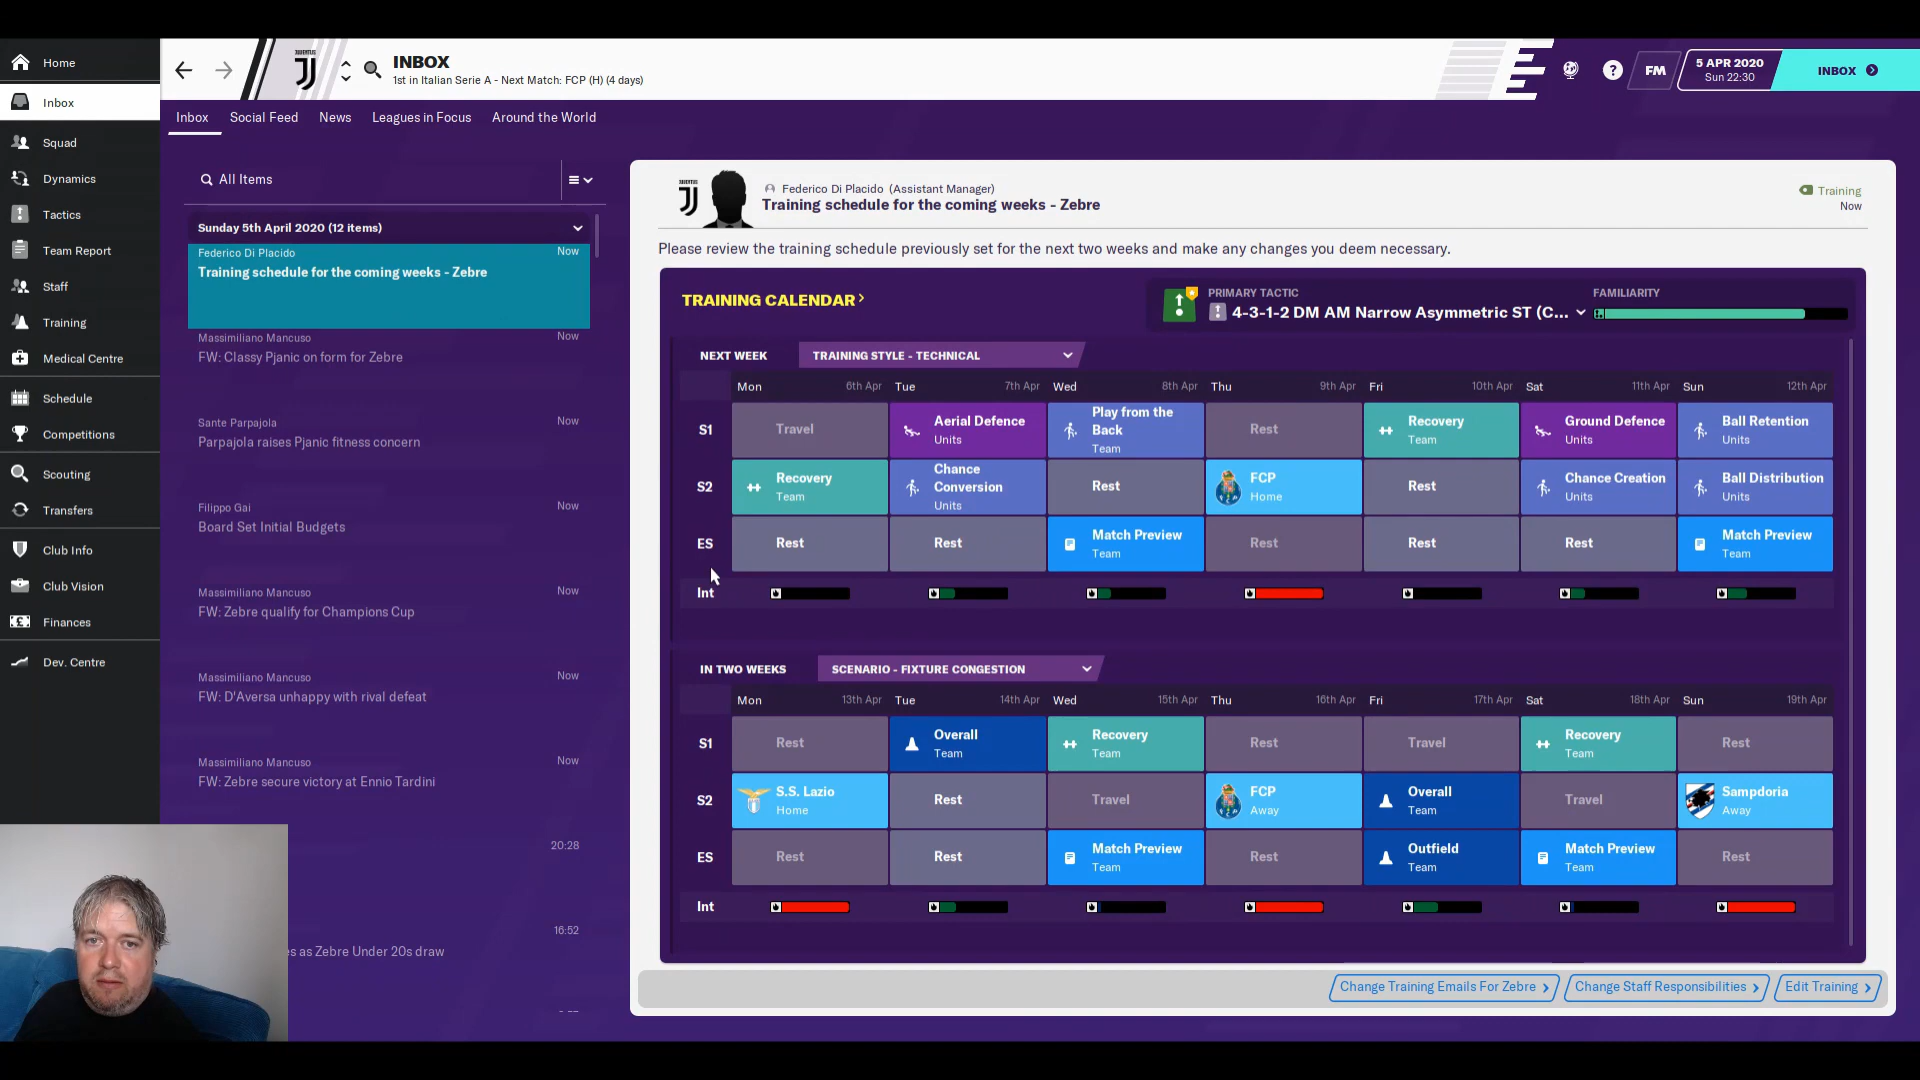 Home
Inbox
Squad
Dynamics
Tactics
Team Report
Staff
Training
Medical Centre
Schedule
Competitions
Scouting
Transfers
Club Info
Club Vision
Finances
Dev. Centre
JUVENTUS
INBOX
1st in Italian Serie A - Next Match: FCP (H) (4 days)
FM
5 APR 2020
Sun 22:30
INBOX
Inbox Social Feed News Leagues in Focus Around the World
All Items
Sunday 5th April 2020 (12 items)
Federico Di Placido Now
Training schedule for the coming weeks - Zebre
Massimiliano Mancuso Now
FW: Classy Pjanic on form for Zebre
Sante Parpajola Now
Parpajola raises Pjanic fitness concern
Filippo Gai Now
Board Set Initial Budgets
Massimiliano Mancuso Now
FW: Zebre qualify for Champions Cup
Massimiliano Mancuso Now
FW: D'Aversa unhappy with rival defeat
Massimiliano Mancuso Now
FW: Zebre secure victory at Ennio Tardini
20:28
16:52
es as Zebre Under 20s draw
JUVENTUS
Federico Di Placido (Assistant Manager)
Training schedule for the coming weeks - Zebre
Training
Now
Please review the training schedule previously set for the next two weeks and make any changes you deem necessary.
TRAINING CALENDAR
PRIMARY TACTIC
4-3-1-2 DM AM Narrow Asymmetric ST (C...
FAMILIARITY
NEXT WEEK TRAINING STYLE - TECHNICAL
Mon 6th Apr Tue 7th Apr Wed 8th Apr Thu 9th Apr Fri 10th Apr Sat 11th Apr Sun 12th Apr
S1
Travel
Aerial Defence
Units
Play from the
Back
Team
Rest
Recovery
Team
Ground Defence
Units
Ball Retention
Units
S2
Recovery
Team
Chance
Conversion
Units
Rest
FCP
Home
Rest
Chance Creation
Units
Ball Distribution
Units
ES
Rest
Rest
Match Preview
Team
Rest
Rest
Rest
Match Preview
Team
Int
IN TWO WEEKS SCENARIO - FIXTURE CONGESTION
Mon 13th Apr Tue 14th Apr Wed 15th Apr Thu 16th Apr Fri 17th Apr Sat 18th Apr Sun 19th Apr
S1
Rest
Overall
Team
Recovery
Team
Rest
Travel
Recovery
Team
Rest
S2
S.S. Lazio
Home
Rest
Travel
FCP
Away
Overall
Team
Travel
Sampdoria
Away
ES
Rest
Rest
Match Preview
Team
Rest
Outfield
Team
Match Preview
Team
Rest
Int
Change Training Emails For Zebre Change Staff Responsibilities Edit Training